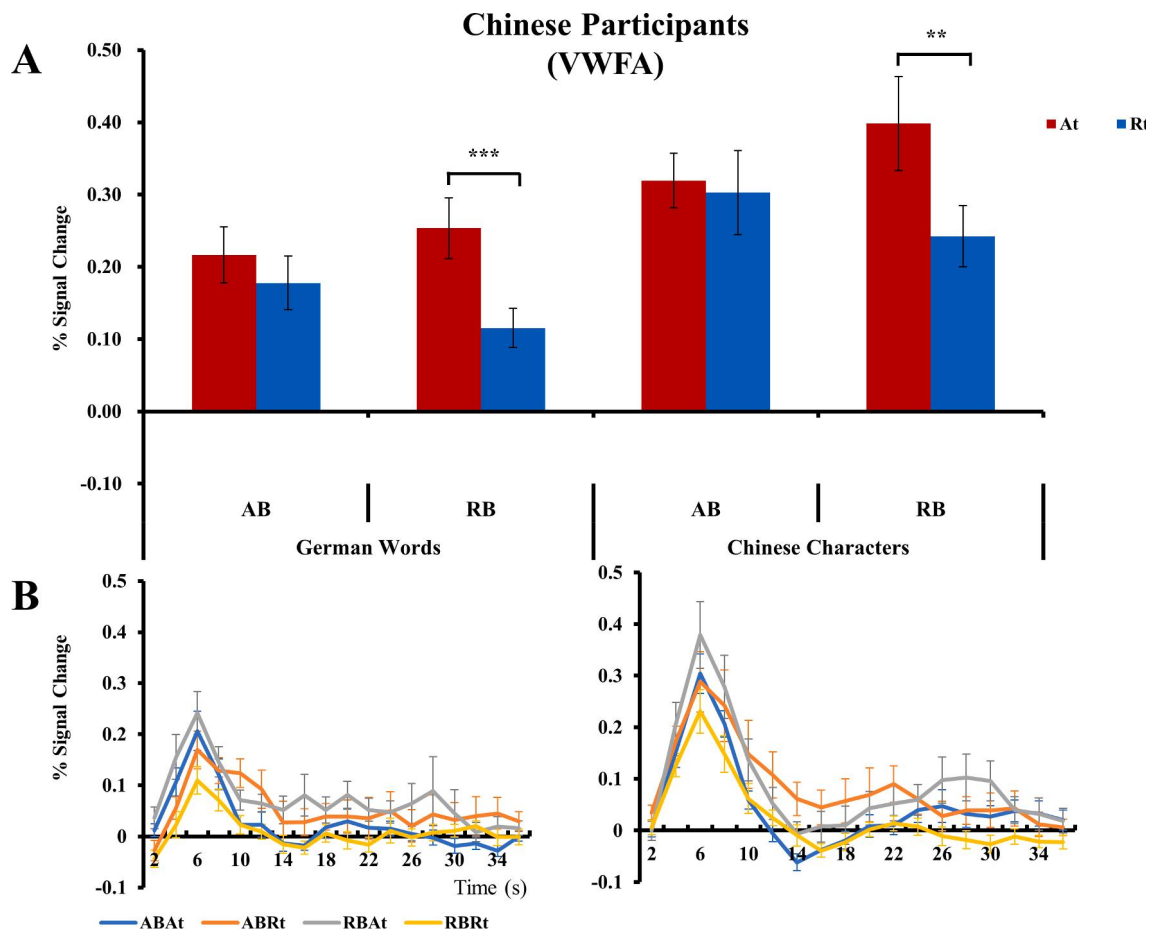 Chinese Participants
(VWFA)
A
0.50
0.40
0.30
0.20
0.10
0.00
-0.10
% Signal Change
***
**
At Rt
AB RB AB RB
German Words Chinese Characters
B
0.5
0.4
0.3
0.2
0.1
0
-0.1
% Signal Change
2 6 10 14 18 22 26 30 34
Time (s)
0.5
0.4
0.3
0.2
0.1
0
-0.1
2 6 10 14 18 22 26 30 34
ABAt ABRt RBAt RBRt